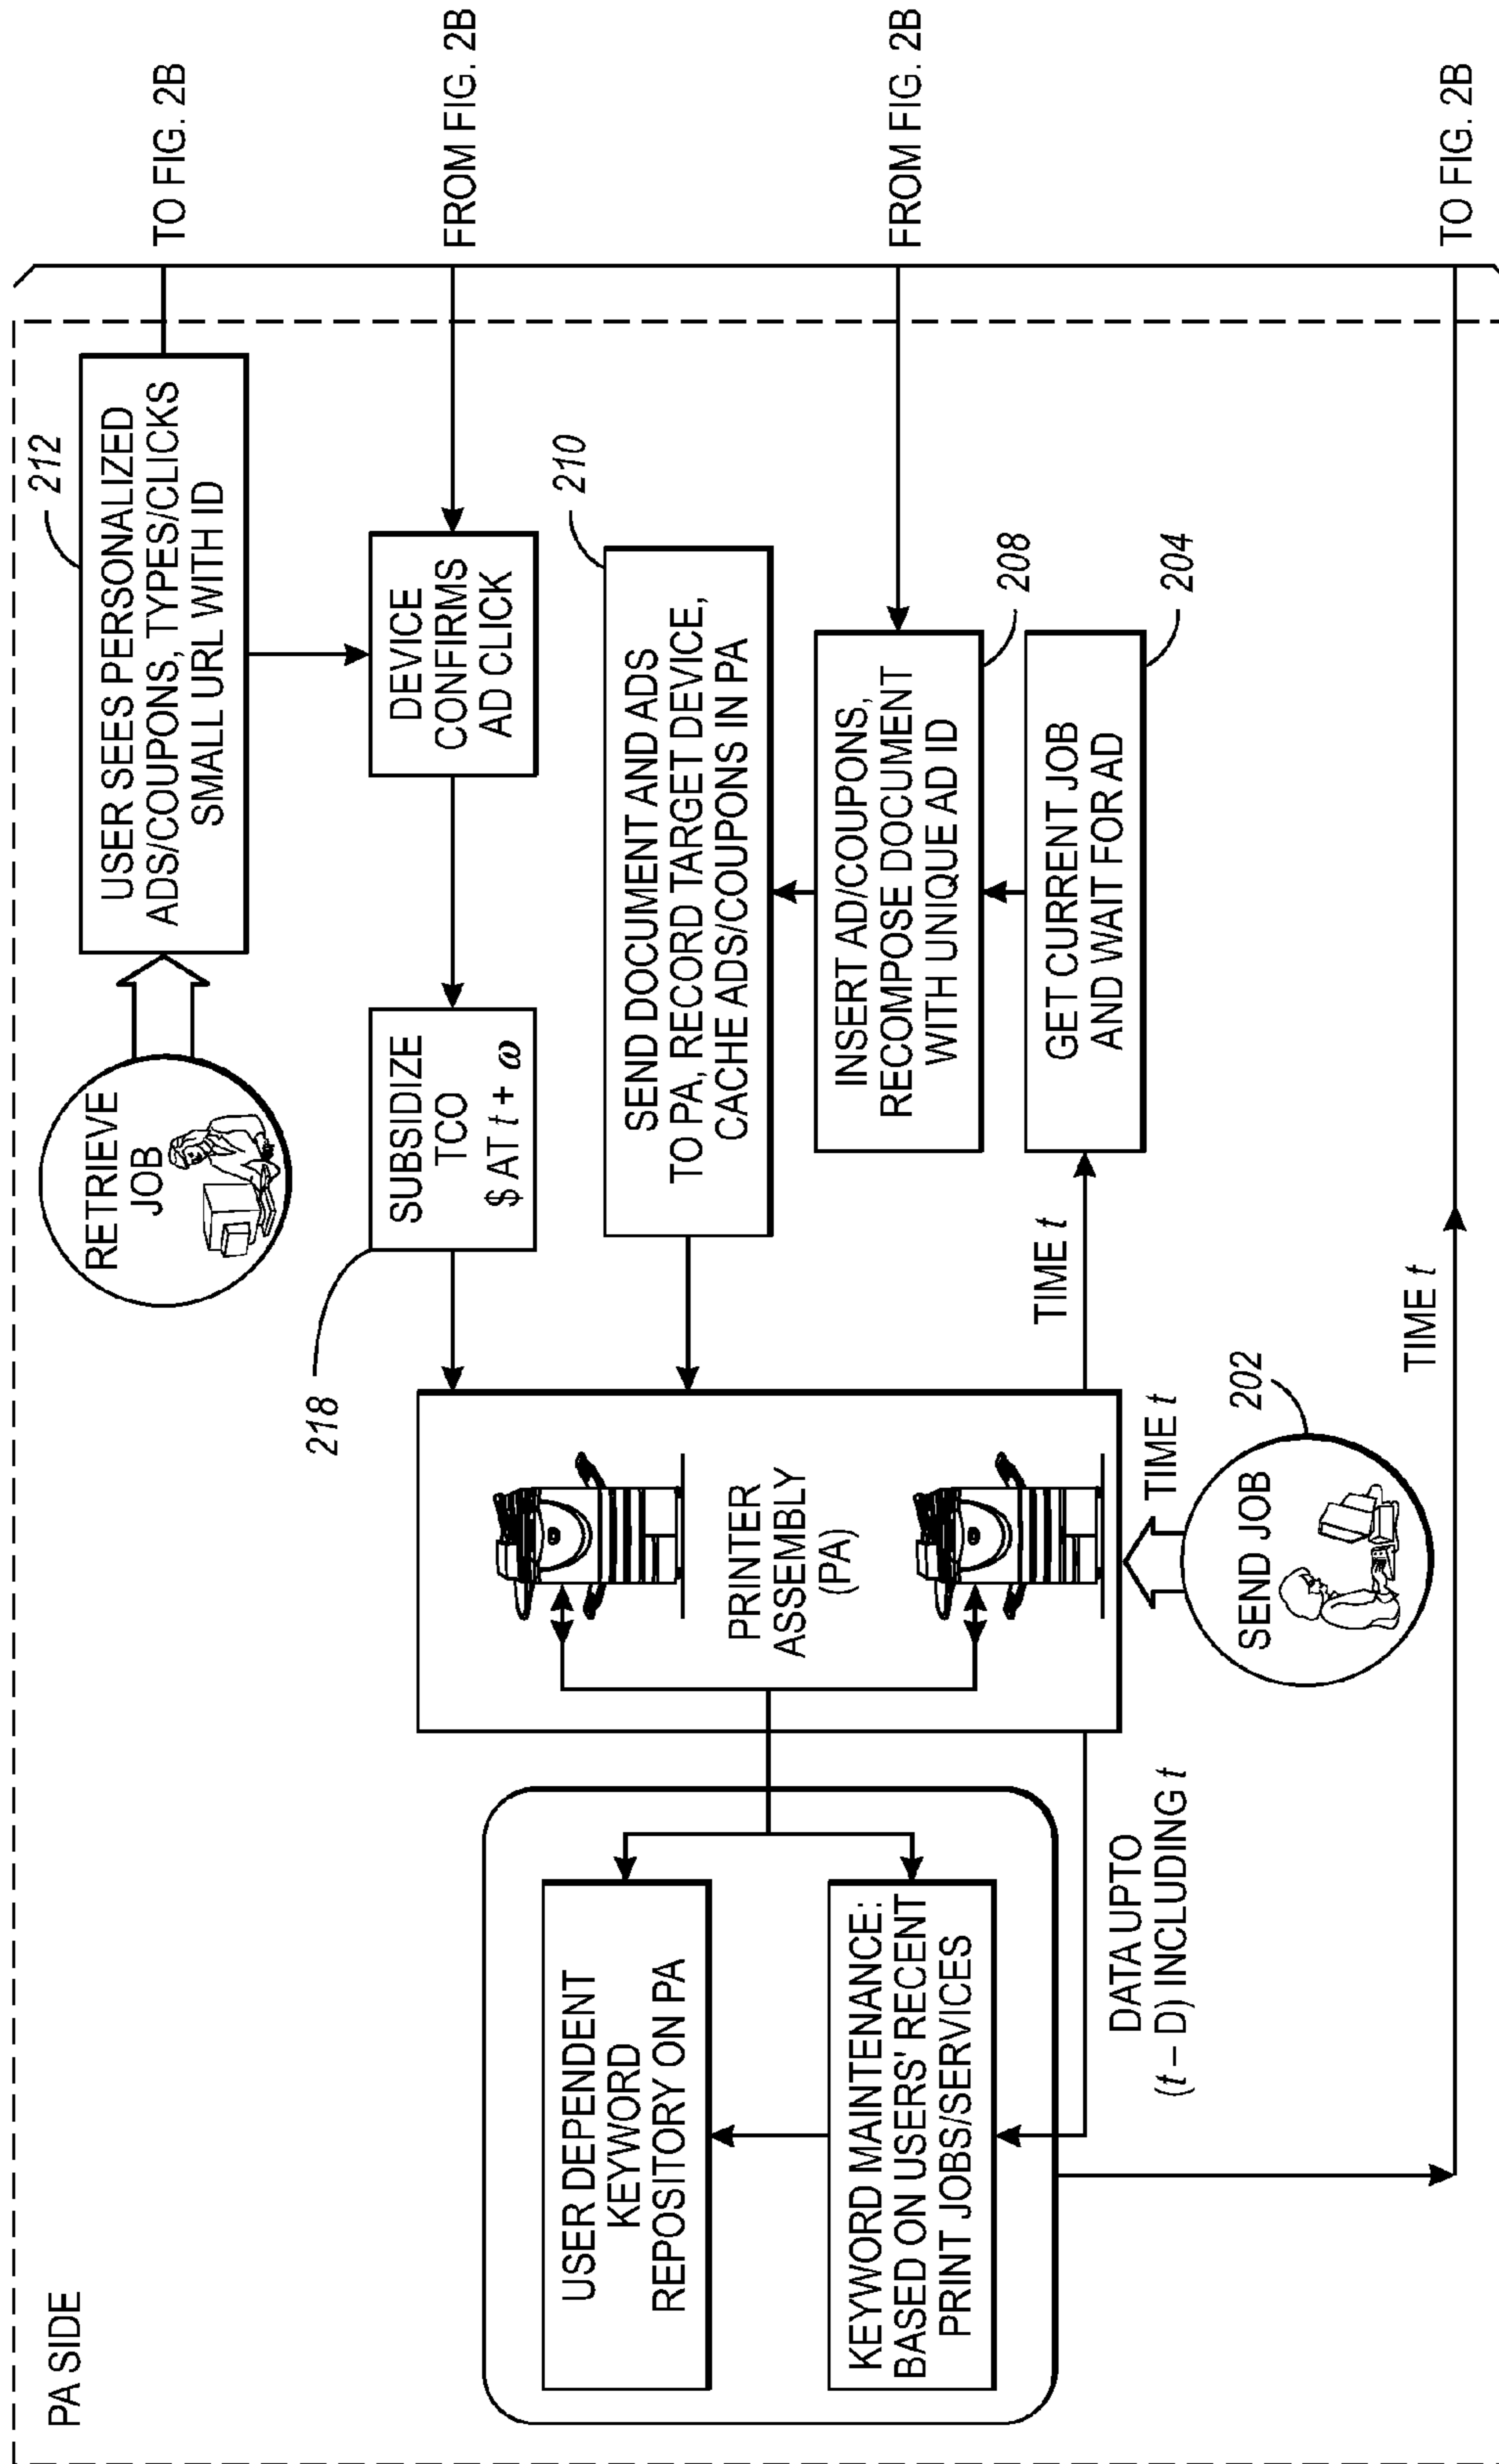 PA SIDE
USER DEPENDENT
KEYWORD
REPOSITORY ON PA
KEYWORD MAINTENANCE:
BASED ON USERS' RECENT
PRINT JOBS/SERVICES
DATA UPTO
(t – D) INCLUDING t
PRINTER
ASSEMBLY
(PA)
SEND JOB
202
TIME t
TIME t
TIME t
218
SUBSIDIZE
TCO
$ AT t + ω
RETRIEVE
JOB
212
USER SEES PERSONALIZED
ADS/COUPONS, TYPES/CLICKS
SMALL URL WITH ID
DEVICE
CONFIRMS
AD CLICK
210
SEND DOCUMENT AND ADS
TO PA, RECORD TARGET DEVICE,
CACHE ADS/COUPONS IN PA
INSERT AD/COUPONS,
RECOMPOSE DOCUMENT
WITH UNIQUE AD ID
208
GET CURRENT JOB
AND WAIT FOR AD
204
TO FIG. 2B
FROM FIG. 2B
FROM FIG. 2B
TO FIG. 2B